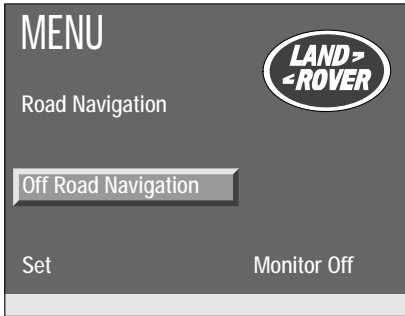 MENU
LAND
ROVER
Road Navigation
Off Road Navigation
Set
Monitor Off